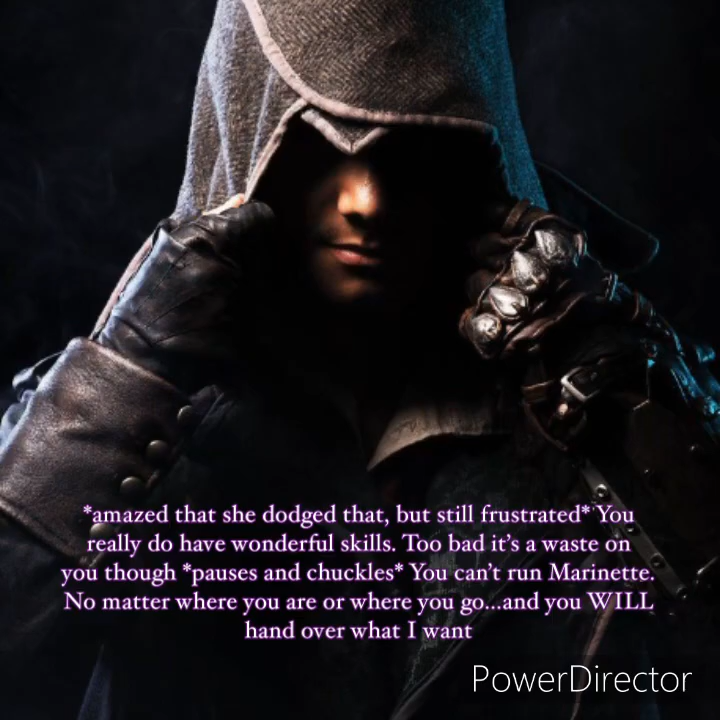 *amazed that she dodged that, but still frustrated* You
really do have wonderful skills. Too bad it’s a waste on
you though *pauses and chuckles* You can’t run Marinette.
No matter where you are or where you go...and you WILL
hand over what I want
PowerDirector